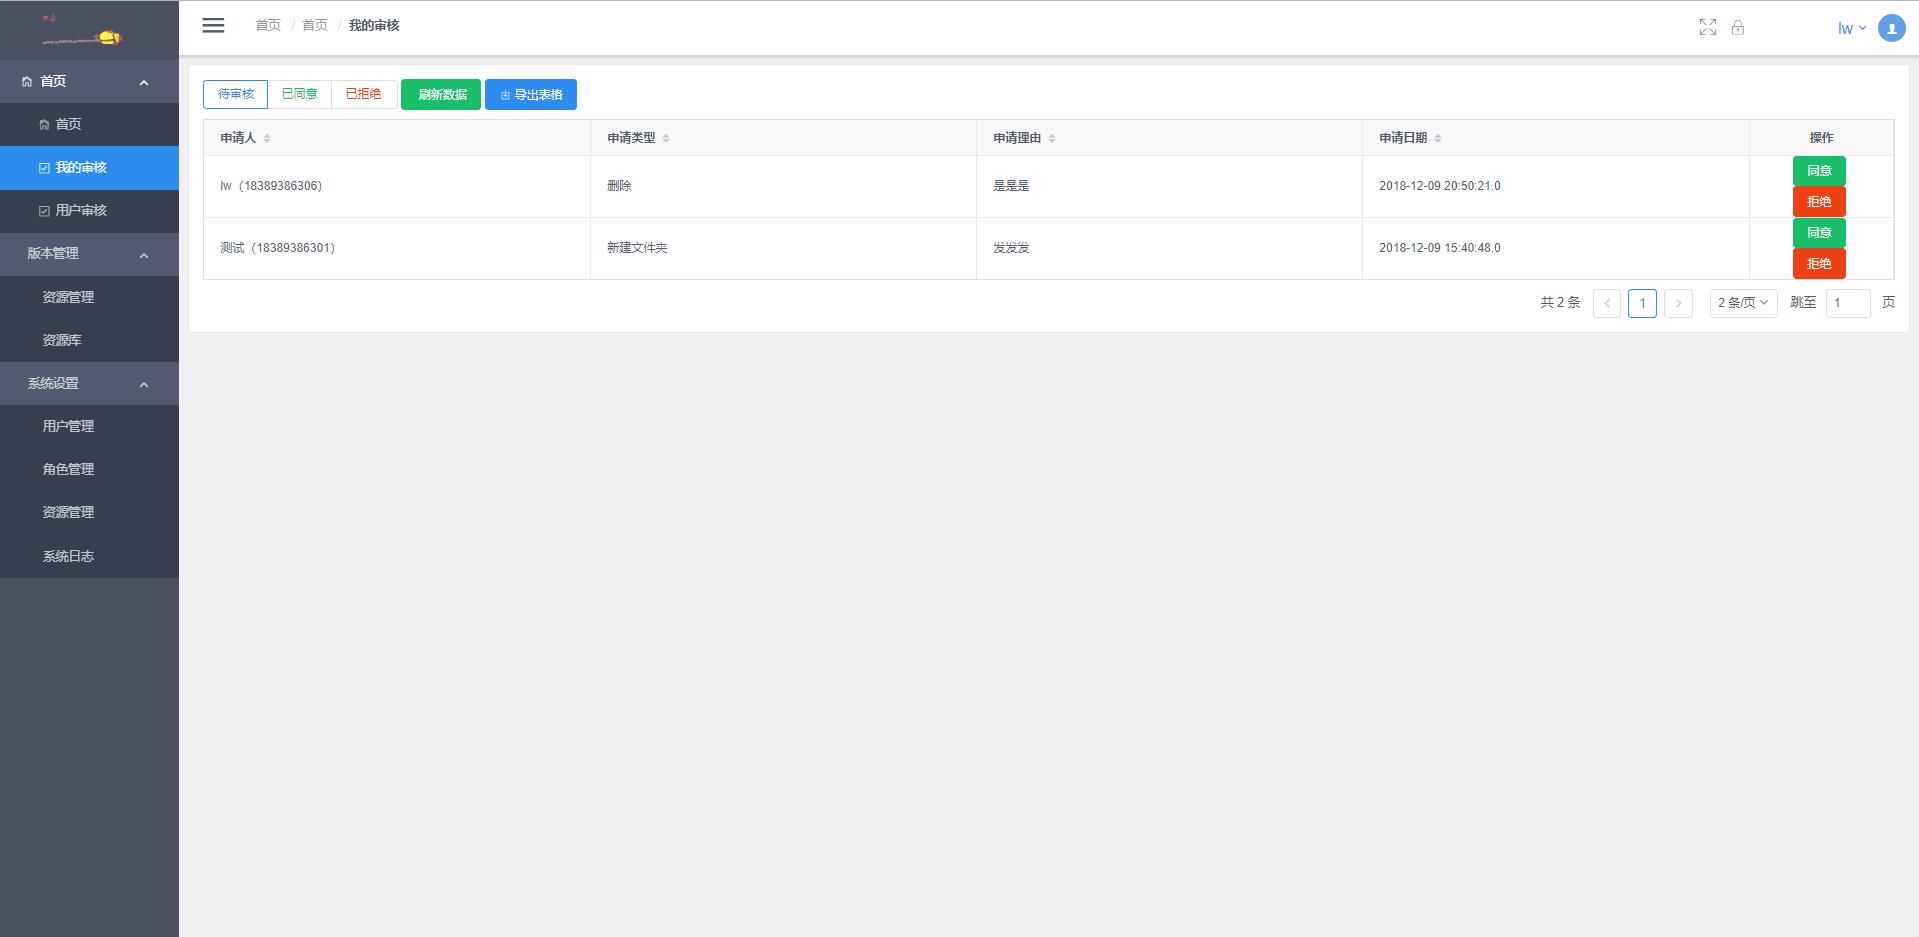 首页 / 首页 / 我的审核
lw
首页
首页
我的审核
用户审核
版本管理
资源管理
资源库
系统设置
用户管理
角色管理
资源管理
系统日志
待审核 已同意 已拒绝 刷新数据 导出表格
申请人 申请类型 申请理由 申请日期 操作
lw（18389386306） 删除 是是是 2018-12-09 20:50:21.0 同意
拒绝
测试（18389386301） 新建文件夹 发发发 2018-12-09 15:40:48.0 同意
拒绝
共 2 条 1 2 条/页 跳至 1 页